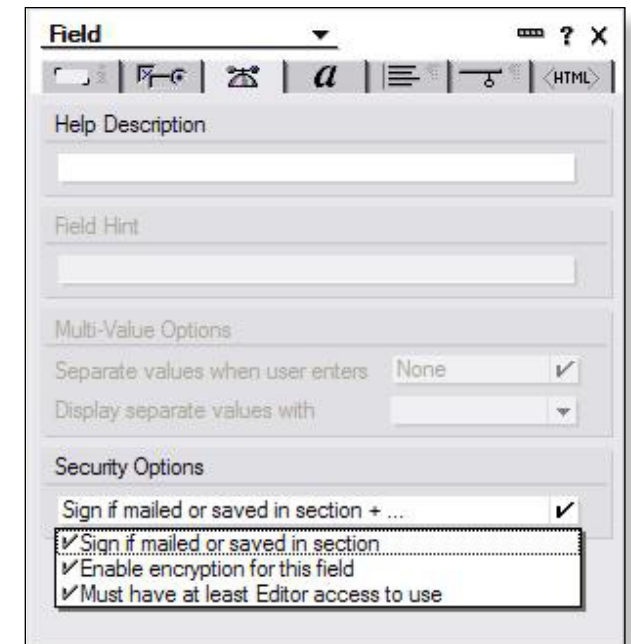 Field
? X
a
<HTML>
Help Description
Field Hint
Multi-Value Options
Separate values when user enters None
Display separate values with
Security Options
Sign if mailed or saved in section + ...
Sign if mailed or saved in section
Enable encryption for this field
Must have at least Editor access to use